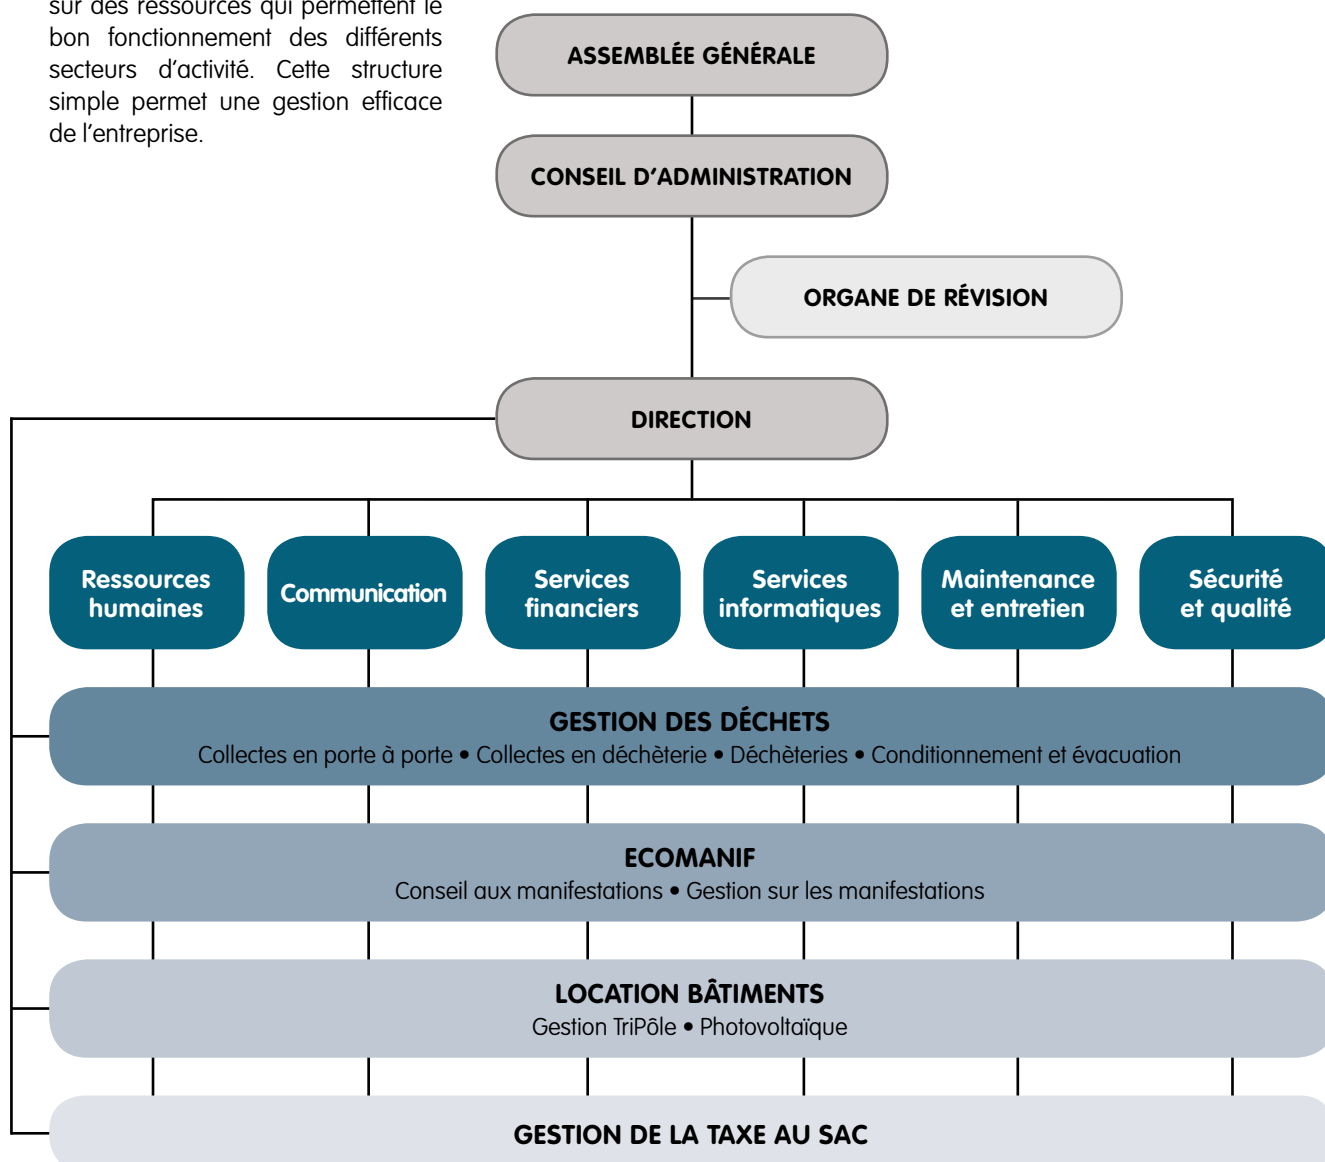 sur des ressources qui permettent le
bon fonctionnement des différents
secteurs d'activité. Cette structure
simple permet une gestion efficace
de l'entreprise.
ASSEMBLÉE GÉNÉRALE
CONSEIL D'ADMINISTRATION
ORGANE DE RÉVISION
DIRECTION
Ressources
humaines
Communication
Services
financiers
Services
informatiques
Maintenance
et entretien
Sécurité
et qualité
GESTION DES DÉCHETS
Collectes en porte à porte • Collectes en déchèterie • Déchèteries • Conditionnement et évacuation
ECOMANIF
Conseil aux manifestations • Gestion sur les manifestations
LOCATION BÂTIMENTS
Gestion TriPôle • Photovoltaïque
GESTION DE LA TAXE AU SAC